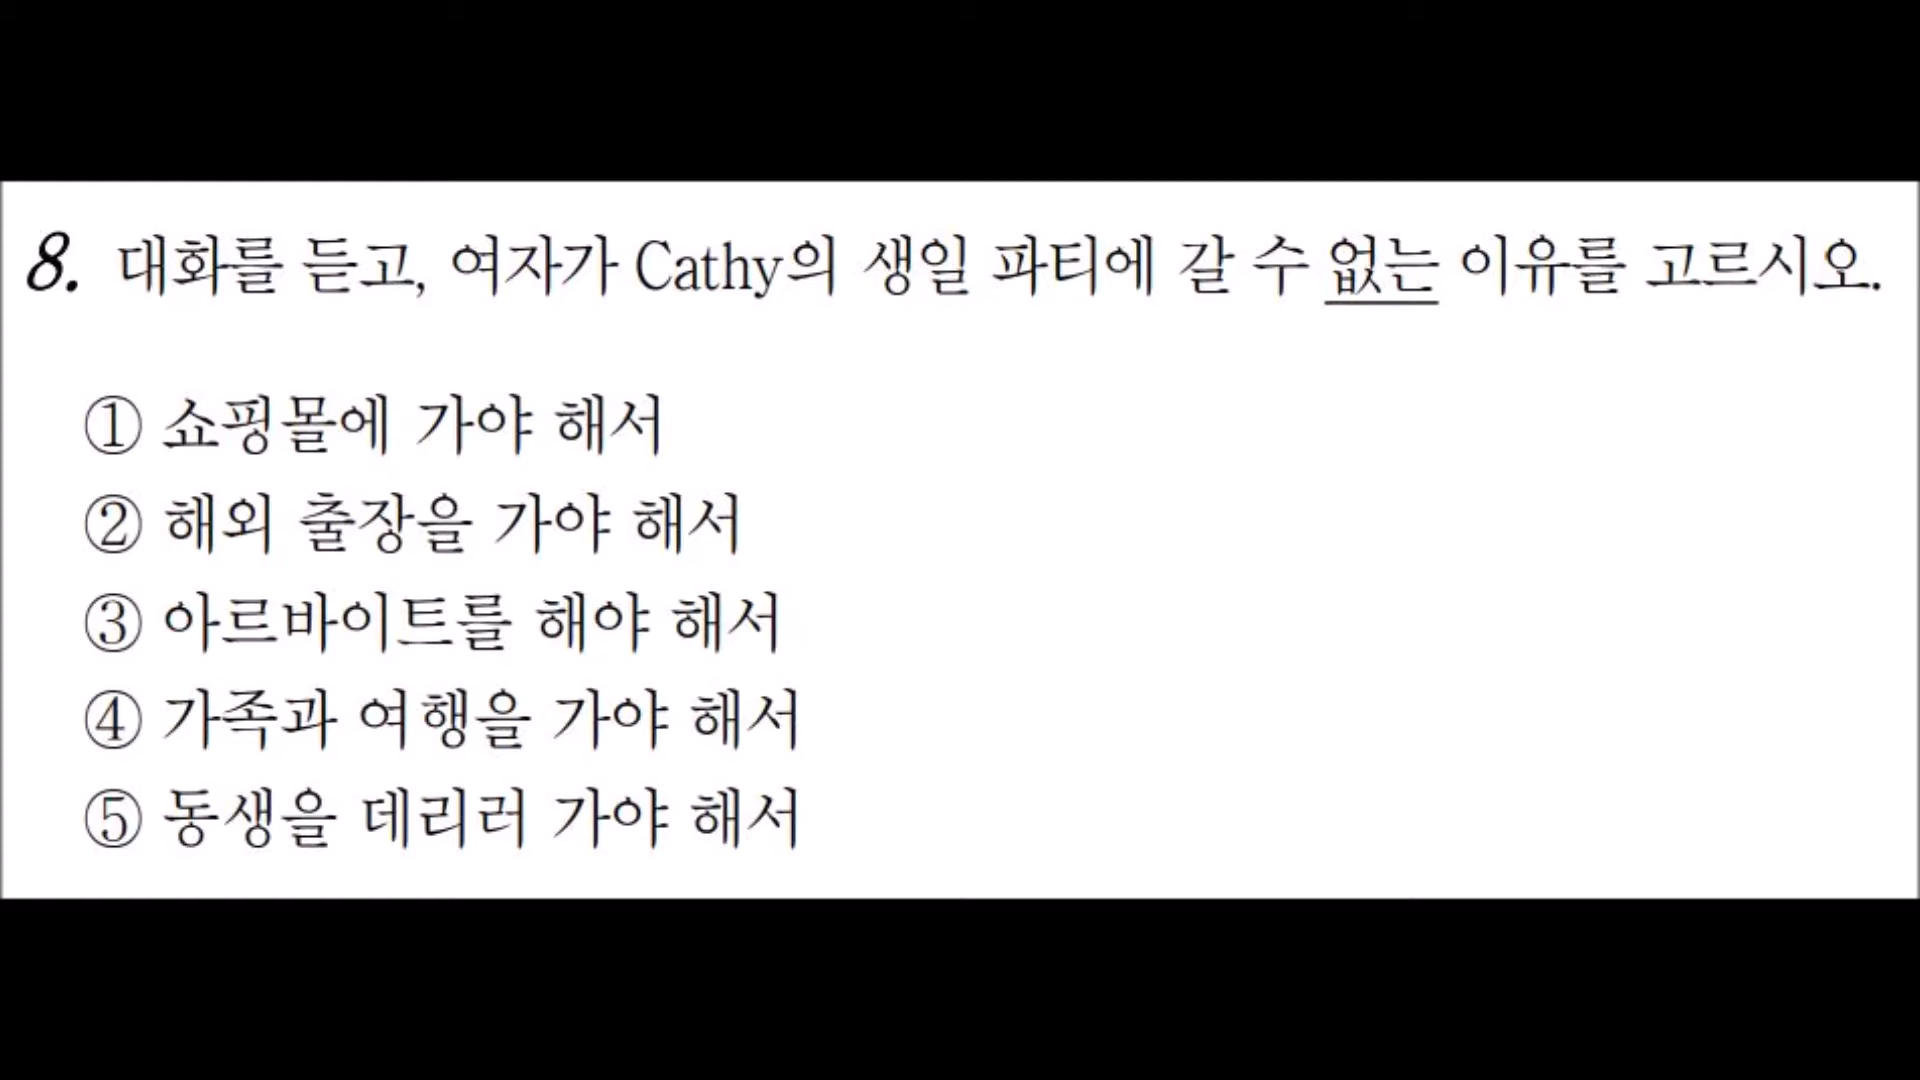 8. 대화를 듣고, 여자가 Cathy의 생일 파티에 갈 수 없는 이유를 고르시오.
① 쇼핑몰에 가야 해서
② 해외 출장을 가야 해서
③ 아르바이트를 해야 해서
④ 가족과 여행을 가야 해서
⑤ 동생을 데리러 가야 해서